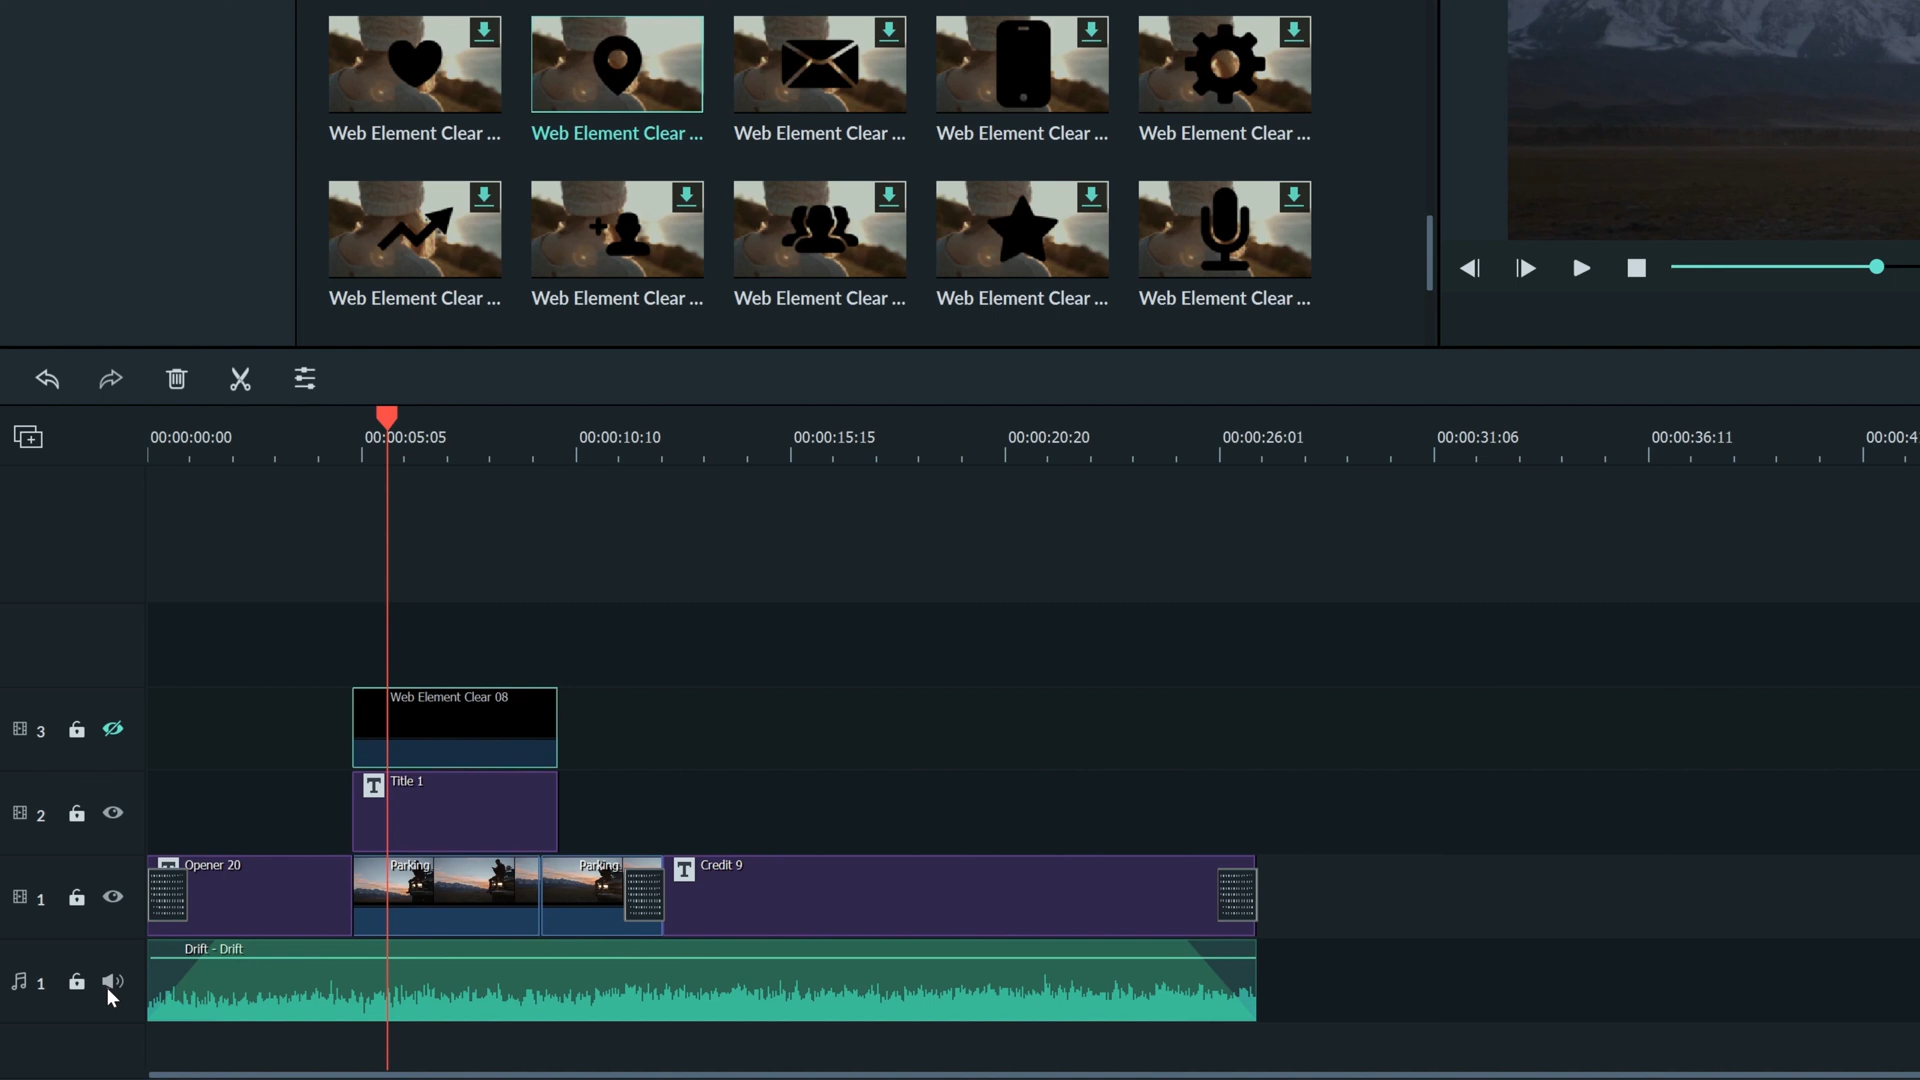 Web Element Clear ...
Web Element Clear ...
Web Element Clear ...
Web Element Clear ...
Web Element Clear ...
Web Element Clear ...
Web Element Clear ...
Web Element Clear ...
Web Element Clear ...
Web Element Clear ...
00:00:00:00
00:00:05:05
00:00:10:10
00:00:15:15
00:00:20:20
00:00:26:01
00:00:31:06
00:00:36:11
00:00:4
3
Web Element Clear 08
2
T Title 1
1
Opener 20
Parking
Parking
T Credit 9
1
Drift - Drift